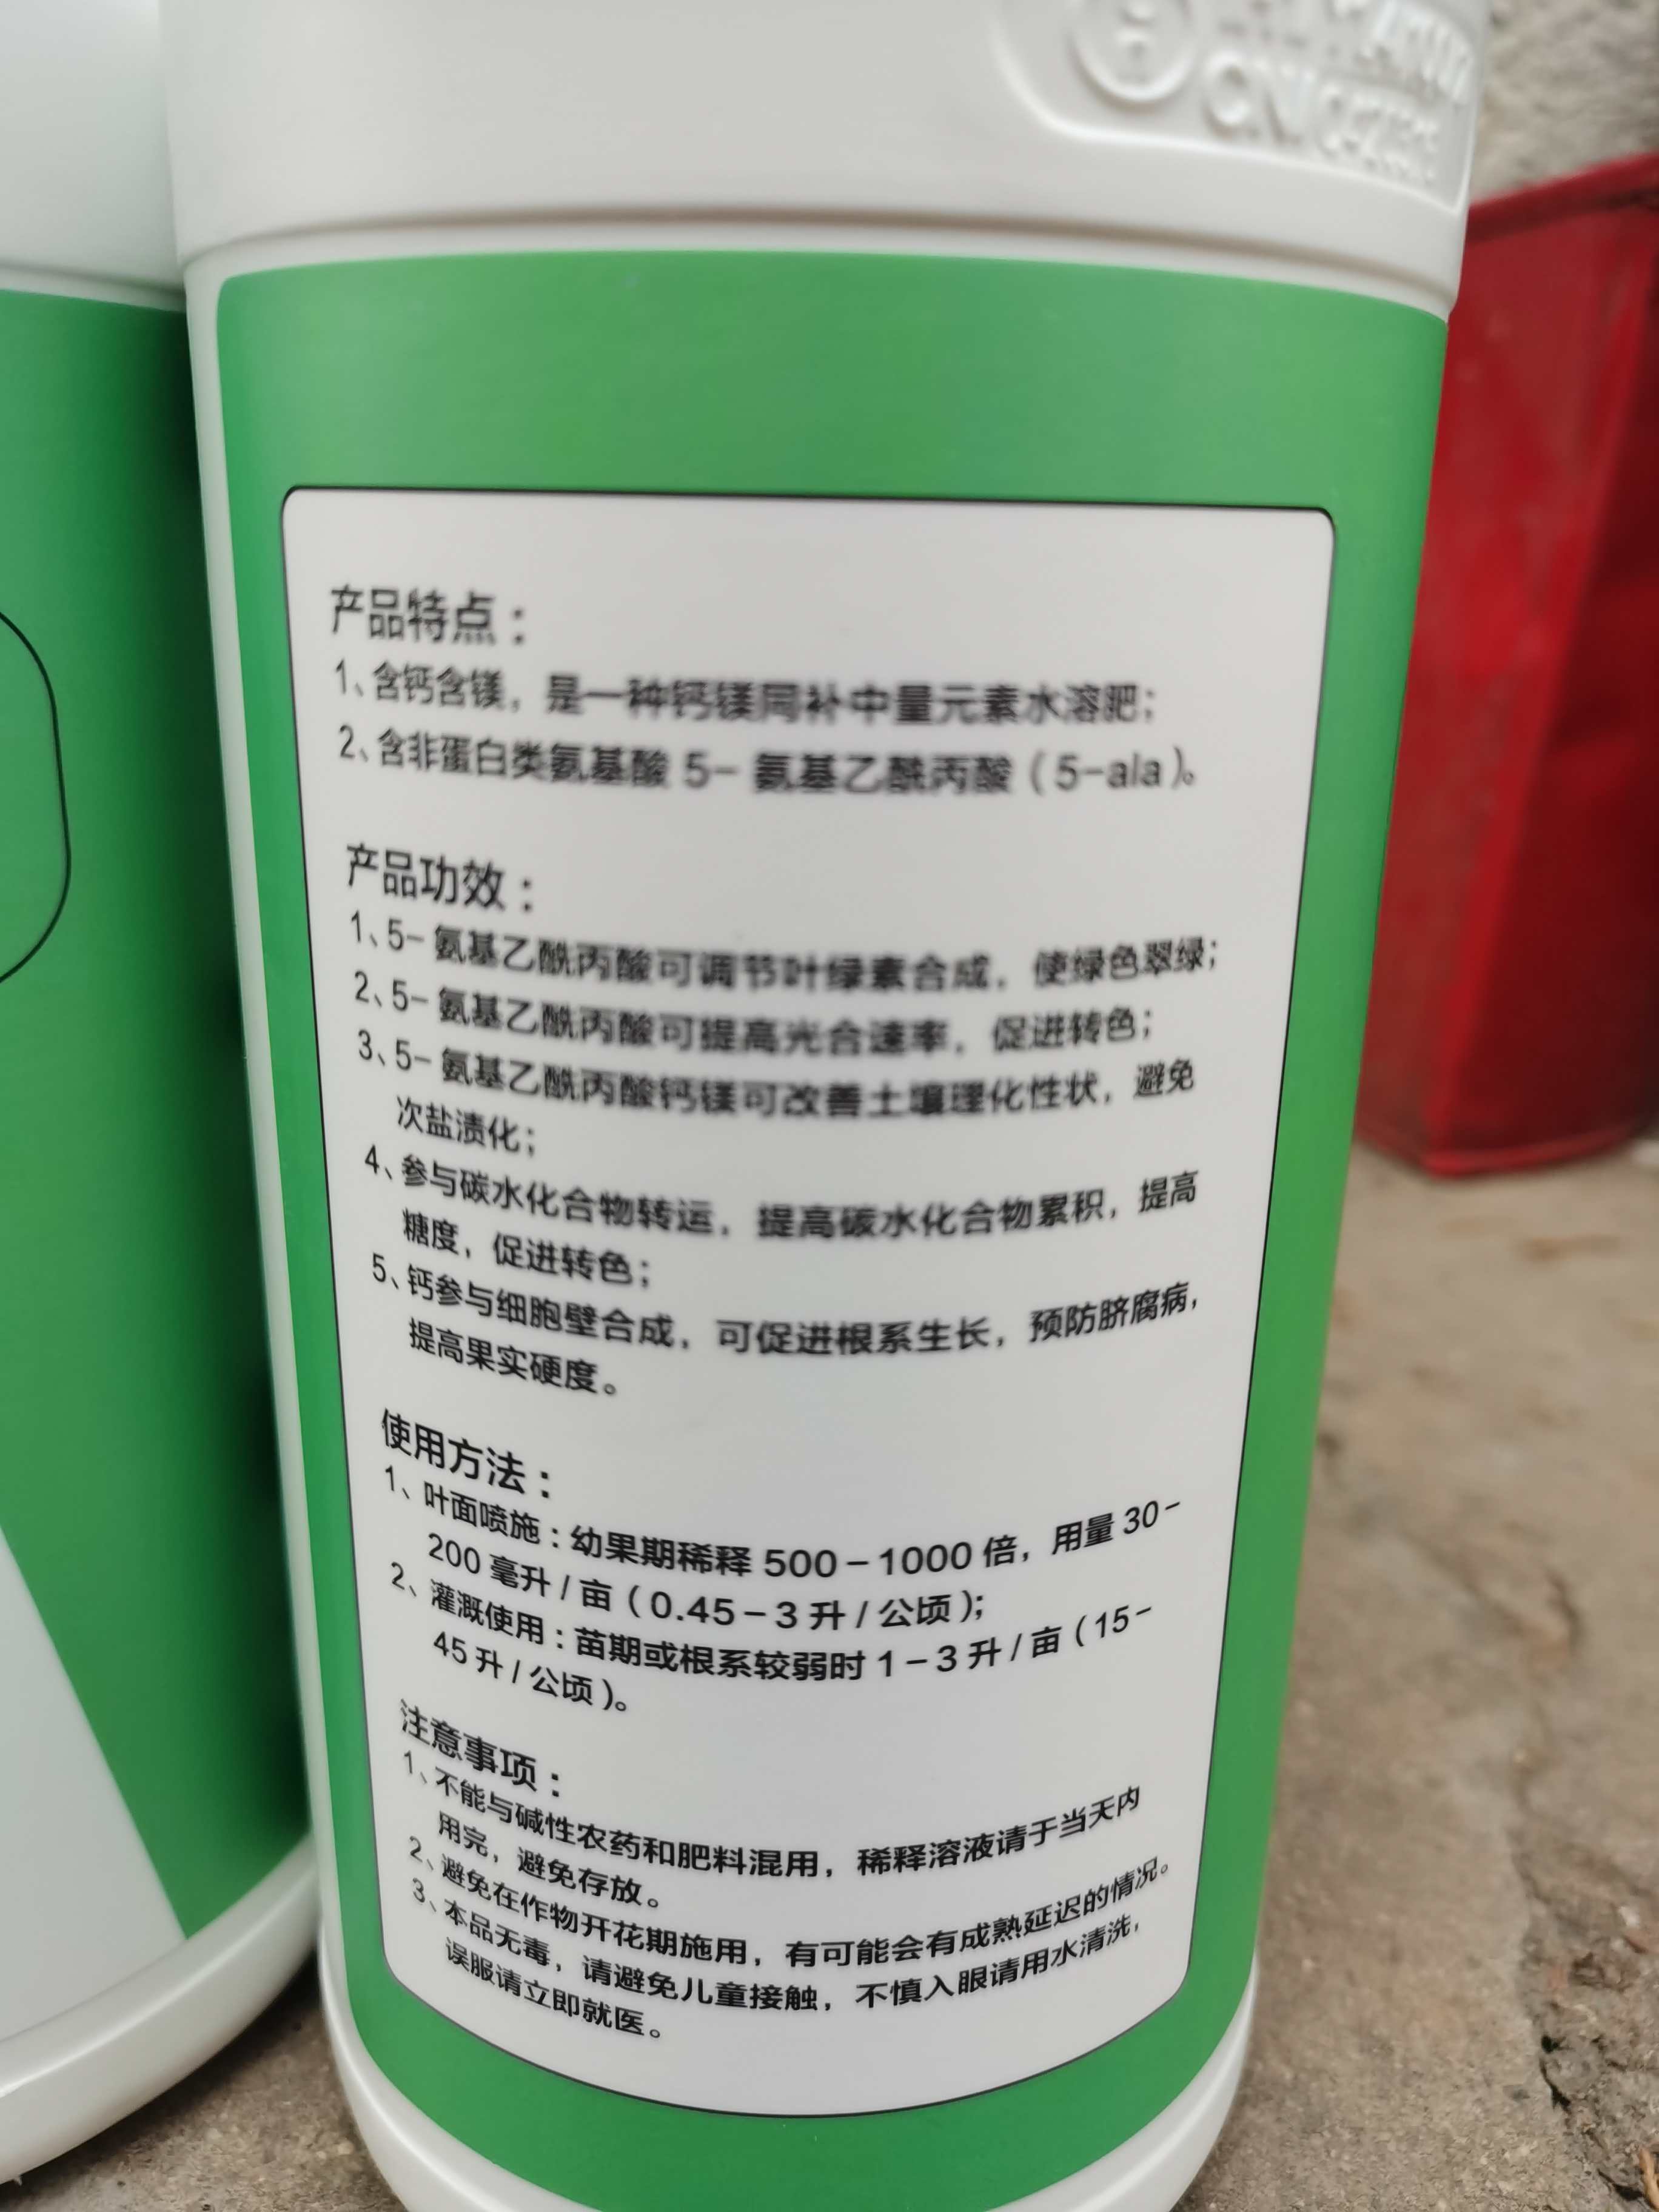 产品特点：
1、含钙含镁，是一种钙镁同补中量元素水溶肥；
2、含非蛋白类氨基酸 5- 氨基乙酰丙酸（5-ala）。
产品功效：
1、5- 氨基乙酰丙酸可调节叶绿素合成，使绿色翠绿；
2、5- 氨基乙酰丙酸可提高光合速率，促进转色；
3、5- 氨基乙酰丙酸钙镁可改善土壤理化性状，避免
次盐渍化；
4、参与碳水化合物转运，提高碳水化合物累积，提高
糖度，促进转色；
5、钙参与细胞壁合成，可促进根系生长，预防脐腐病，
提高果实硬度。
使用方法：
1、叶面喷施：幼果期稀释 500－1000 倍，用量 30－
200 毫升 / 亩（0.45－3 升 / 公顷）；
2、灌溉使用：苗期或根系较弱时 1－3 升 / 亩（15－
45 升 / 公顷）。
注意事项：
1、不能与碱性农药和肥料混用，稀释溶液请于当天内
用完，避免存放。
2、避免在作物开花期施用，有可能会有成熟延迟的情况。
3、本品无毒，请避免儿童接触，不慎入眼请用水清洗，
误服请立即就医。